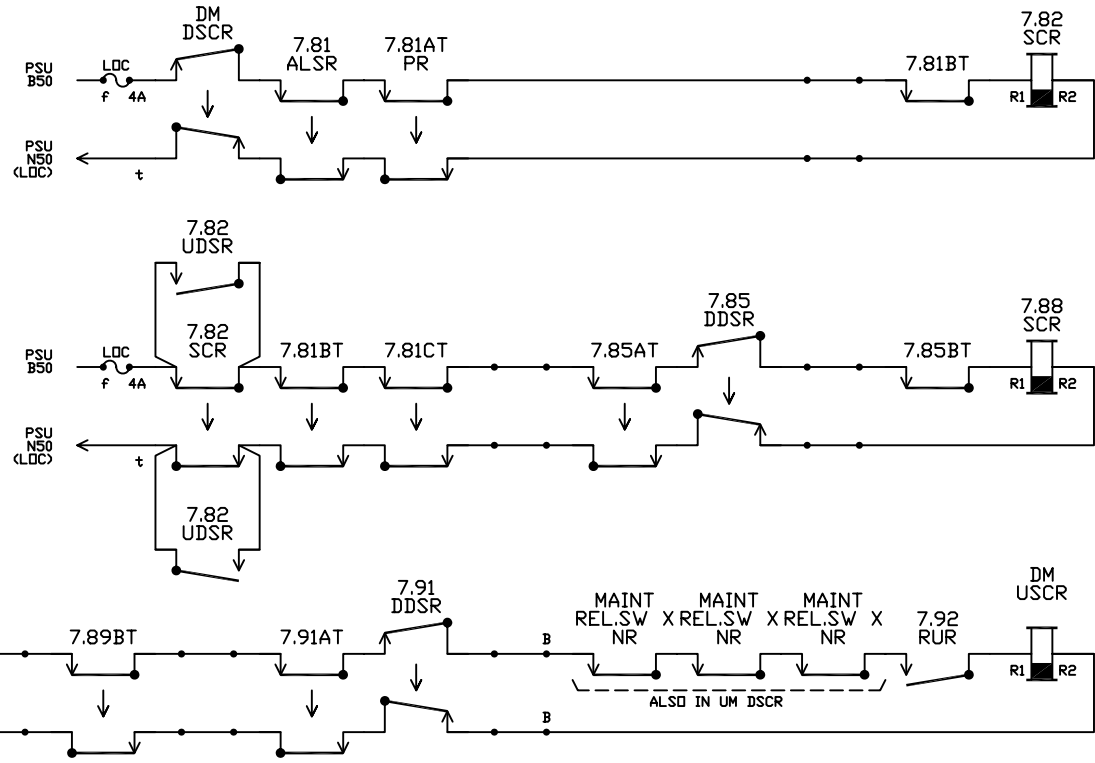 DM
DSCR
7.81
ALSR
7.81AT
PR
7.82
SCR
PSU
B50
LOC
f 4A
7.81BT
R1 R2
PSU
N50
(LOC)
t
7.82
UDSR
7.82
SCR
7.81BT
7.81CT
7.85AT
7.85
DDSR
7.85BT
7.88
SCR
PSU
B50
LOC
f 4A
R1 R2
PSU
N50
(LOC)
t
7.82
UDSR
7.89BT
7.91AT
7.91
DDSR
B
MAINT
REL.SW X
NR
MAINT
REL.SW X
NR
MAINT
REL.SW X
NR
7.92
RUR
DM
USCR
R1 R2
ALSO IN UM DSCR
B